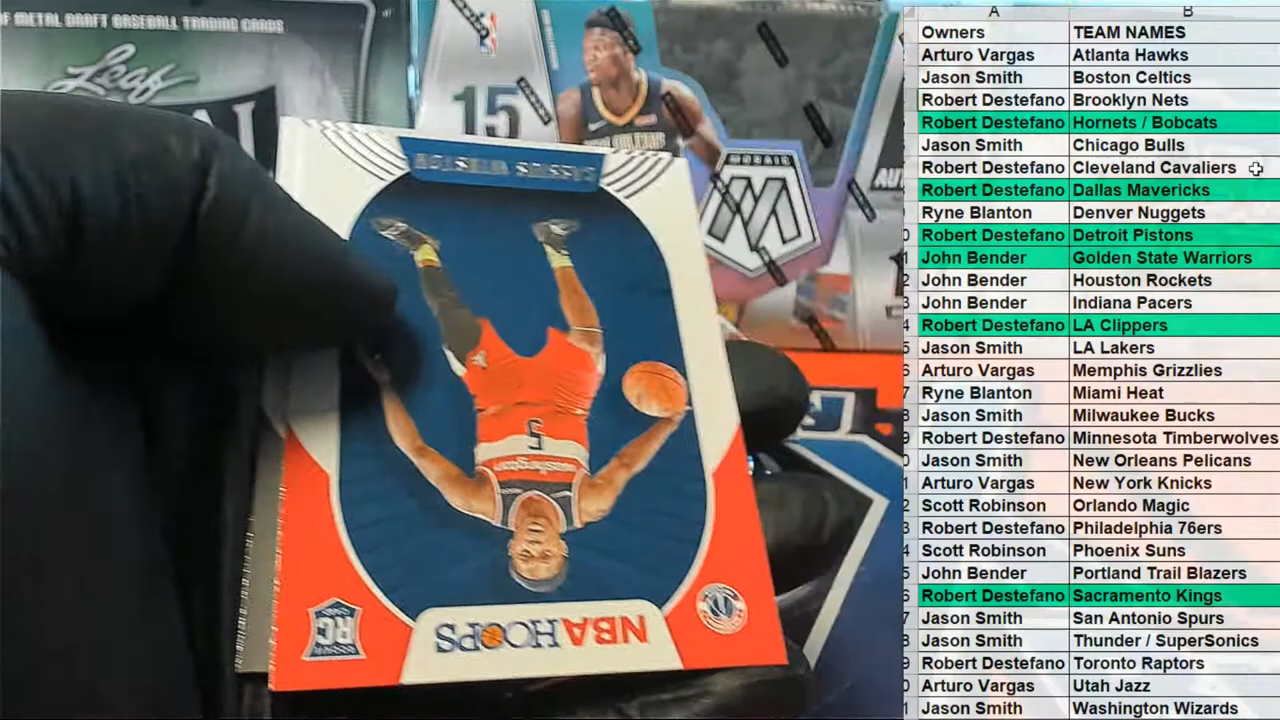 OF METAL DRAFT BASEBALL TRADING CARDS
Leaf
15
NBA
MOSAIC
CASSIUS WINSTON
Washington
5
RC
NBA HOOPS
A B
Owners TEAM NAMES
Arturo Vargas Atlanta Hawks
Jason Smith Boston Celtics
Robert Destefano Brooklyn Nets
Robert Destefano Hornets / Bobcats
Jason Smith Chicago Bulls
Robert Destefano Cleveland Cavaliers
Robert Destefano Dallas Mavericks
Ryne Blanton Denver Nuggets
Robert Destefano Detroit Pistons
John Bender Golden State Warriors
John Bender Houston Rockets
John Bender Indiana Pacers
Robert Destefano LA Clippers
Jason Smith LA Lakers
Arturo Vargas Memphis Grizzlies
Ryne Blanton Miami Heat
Jason Smith Milwaukee Bucks
Robert Destefano Minnesota Timberwolves
Jason Smith New Orleans Pelicans
Arturo Vargas New York Knicks
Scott Robinson Orlando Magic
Robert Destefano Philadelphia 76ers
Scott Robinson Phoenix Suns
John Bender Portland Trail Blazers
Robert Destefano Sacramento Kings
Jason Smith San Antonio Spurs
Jason Smith Thunder / SuperSonics
Robert Destefano Toronto Raptors
Arturo Vargas Utah Jazz
Jason Smith Washington Wizards